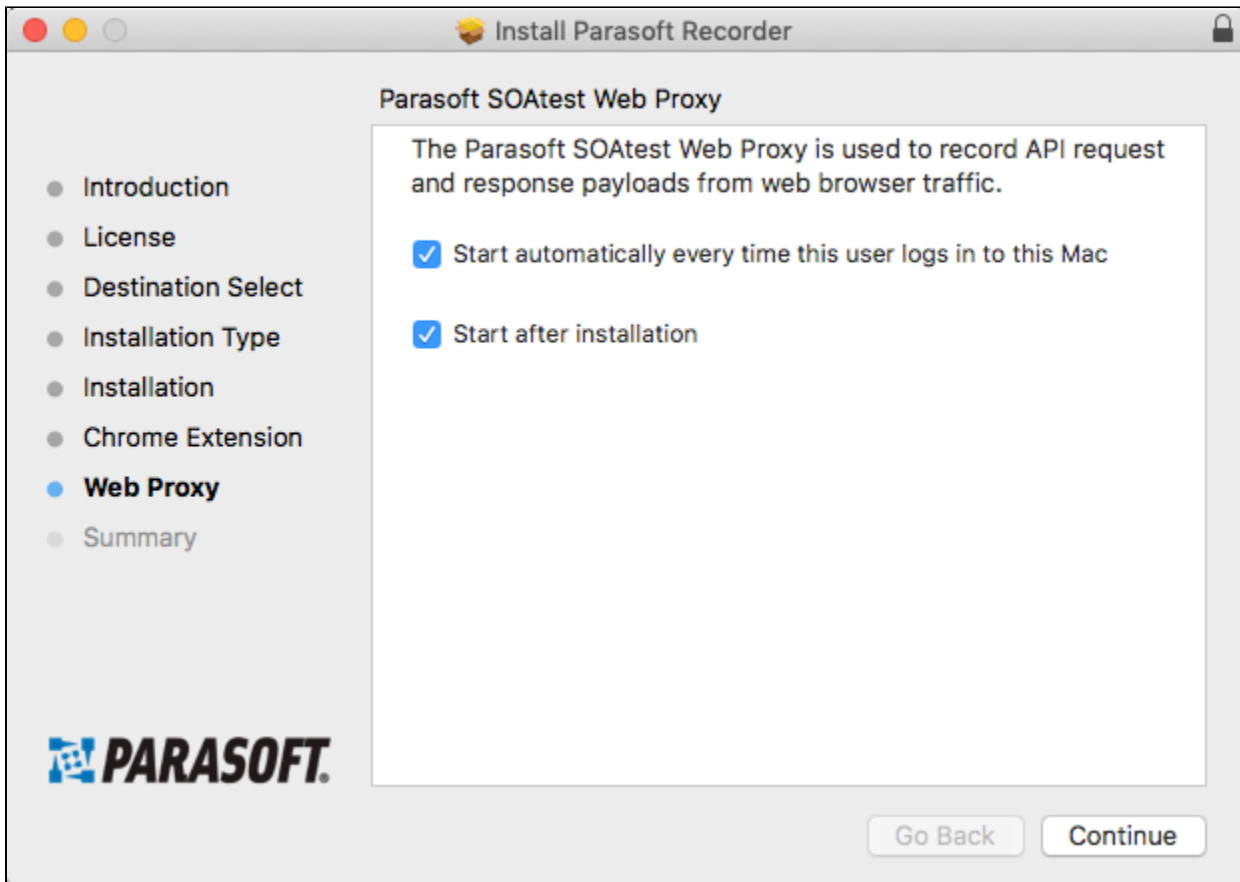 Install Parasoft Recorder
Parasoft SOAtest Web Proxy
Introduction
License
Destination Select
Installation Type
Installation
Chrome Extension
Web Proxy
Summary
The Parasoft SOAtest Web Proxy is used to record API request
and response payloads from web browser traffic.
Start automatically every time this user logs in to this Mac
Start after installation
PARASOFT®
Go Back
Continue